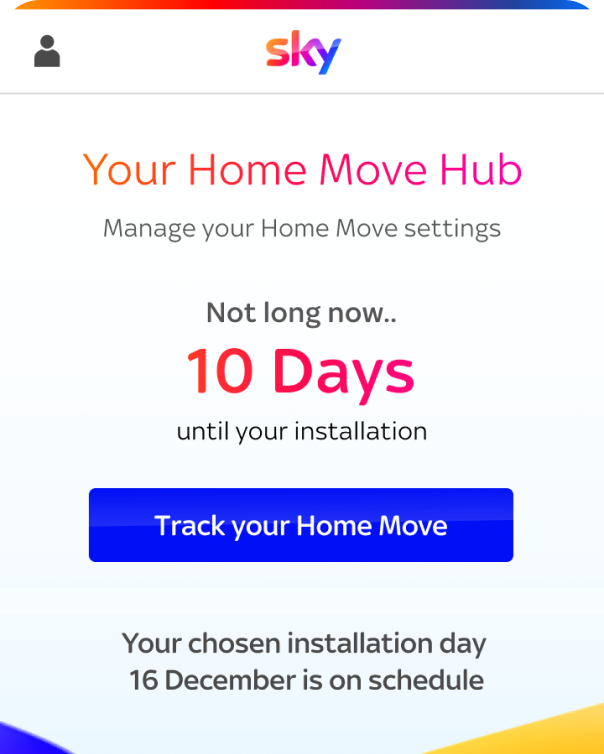 sky
Your Home Move Hub
Manage your Home Move settings
Not long now..
10 Days
until your installation
Track your Home Move
Your chosen installation day
16 December is on schedule